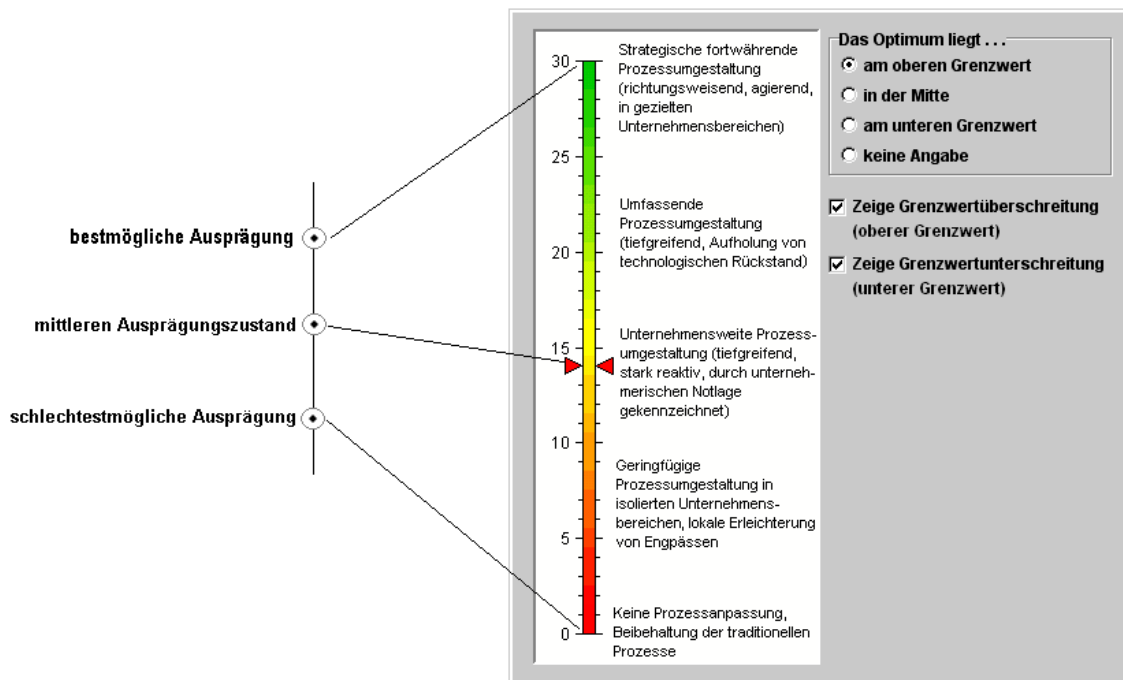 bestmögliche Ausprägung
mittleren Ausprägungszustand
schlechtestmögliche Ausprägung
30
25
20
15
10
5
0
Strategische fortwährende
Prozessumgestaltung
(richtungsweisend, agierend,
in gezielten
Unternehmensbereichen)
Umfassende
Prozessumgestaltung
(tiefgreifend, Aufholung von
technologischen Rückstand)
Unternehmensweite Prozess-
umgestaltung (tiefgreifend,
stark reaktiv, durch unterneh-
merischen Notlage
gekennzeichnet)
Geringfügige
Prozessumgestaltung in
isolierten Unternehmens-
bereichen, lokale Erleichterung
von Engpässen
Keine Prozessanpassung,
Beibehaltung der traditionellen
Prozesse
Das Optimum liegt . . .
am oberen Grenzwert
in der Mitte
am unteren Grenzwert
keine Angabe
Zeige Grenzwertüberschreitung
(oberer Grenzwert)
Zeige Grenzwertunterschreitung
(unterer Grenzwert)